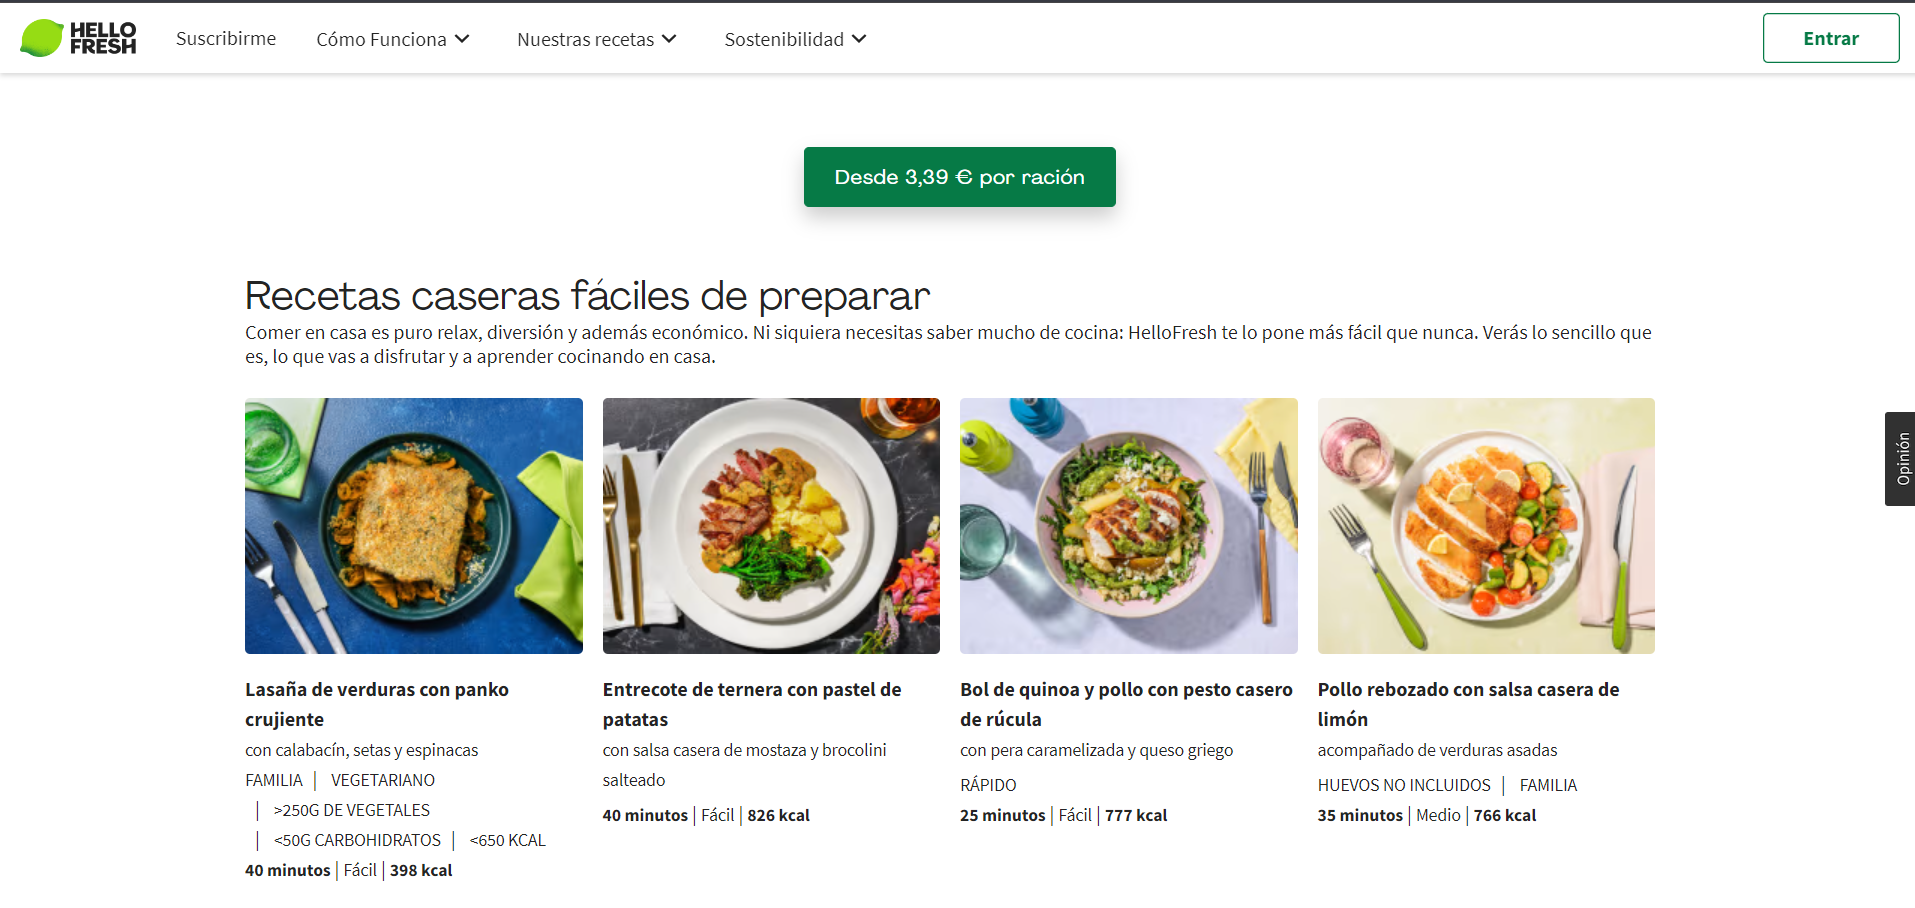 HELLO
FRESH
Suscribirme
Cómo Funciona
Nuestras recetas
Sostenibilidad
Entrar
Desde 3,39 € por ración
Recetas caseras fáciles de preparar
Comer en casa es puro relax, diversión y además económico. Ni siquiera necesitas saber mucho de cocina: HelloFresh te lo pone más fácil que nunca. Verás lo sencillo que
es, lo que vas a disfrutar y a aprender cocinando en casa.
Opinión
Lasaña de verduras con panko
crujiente
con calabacín, setas y espinacas
FAMILIA | VEGETARIANO
| >250G DE VEGETALES
| <50G CARBOHIDRATOS | <650 KCAL
40 minutos | Fácil | 398 kcal
Entrecote de ternera con pastel de
patatas
con salsa casera de mostaza y brocolini
salteado
40 minutos | Fácil | 826 kcal
Bol de quinoa y pollo con pesto casero
de rúcula
con pera caramelizada y queso griego
RÁPIDO
25 minutos | Fácil | 777 kcal
Pollo rebozado con salsa casera de
limón
acompañado de verduras asadas
HUEVOS NO INCLUIDOS | FAMILIA
35 minutos | Medio | 766 kcal